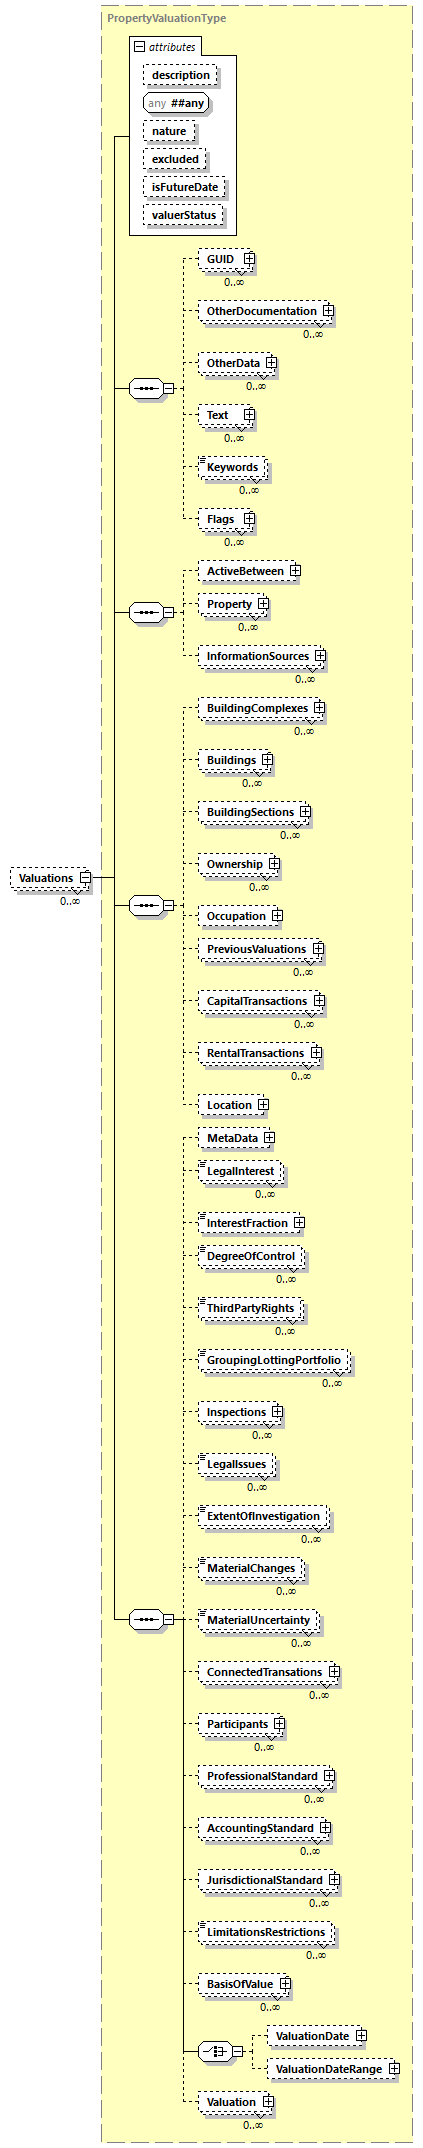 PropertyValuationType
attributes
description
any ##any
nature
excluded
isFutureDate
valuerStatus
GUID
0..∞
OtherDocumentation
0..∞
OtherData
0..∞
Text
0..∞
Keywords
0..∞
Flags
0..∞
ActiveBetween
Property
0..∞
InformationSources
0..∞
BuildingComplexes
0..∞
Buildings
0..∞
BuildingSections
0..∞
Ownership
0..∞
Valuations
0..∞
Occupation
PreviousValuations
0..∞
CapitalTransactions
0..∞
RentalTransactions
0..∞
Location
MetaData
LegalInterest
0..∞
InterestFraction
DegreeOfControl
0..∞
ThirdPartyRights
0..∞
GroupingLottingPortfolio
0..∞
Inspections
0..∞
LegalIssues
0..∞
ExtentOfInvestigation
0..∞
MaterialChanges
0..∞
MaterialUncertainty
0..∞
ConnectedTransations
0..∞
Participants
0..∞
ProfessionalStandard
0..∞
AccountingStandard
0..∞
JurisdictionalStandard
0..∞
LimitationsRestrictions
0..∞
BasisOfValue
0..∞
ValuationDate
ValuationDateRange
Valuation
0..∞